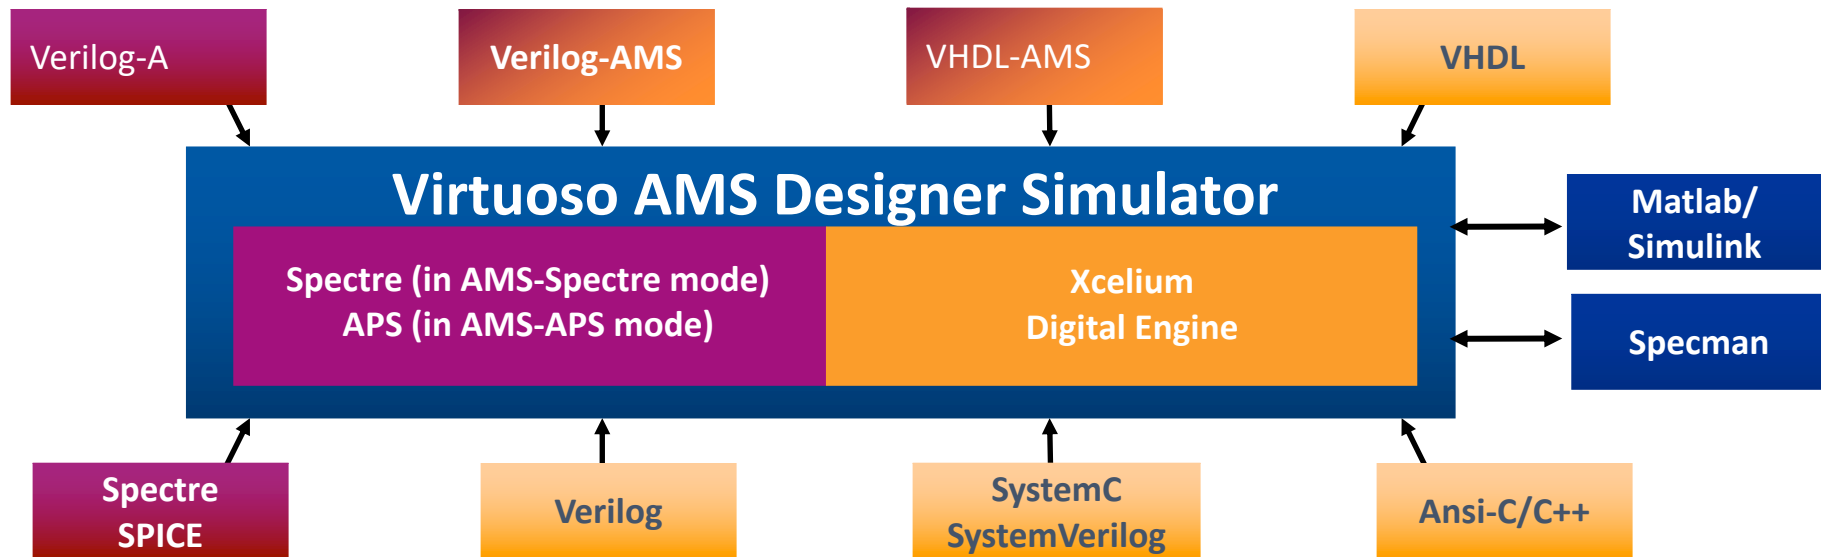 Verilog-A
Verilog-AMS
VHDL-AMS
VHDL
Virtuoso AMS Designer Simulator
Spectre (in AMS-Spectre mode)
APS (in AMS-APS mode)
Xcelium
Digital Engine
Matlab/
Simulink
Specman
Spectre
SPICE
Verilog
SystemC
SystemVerilog
Ansi-C/C++